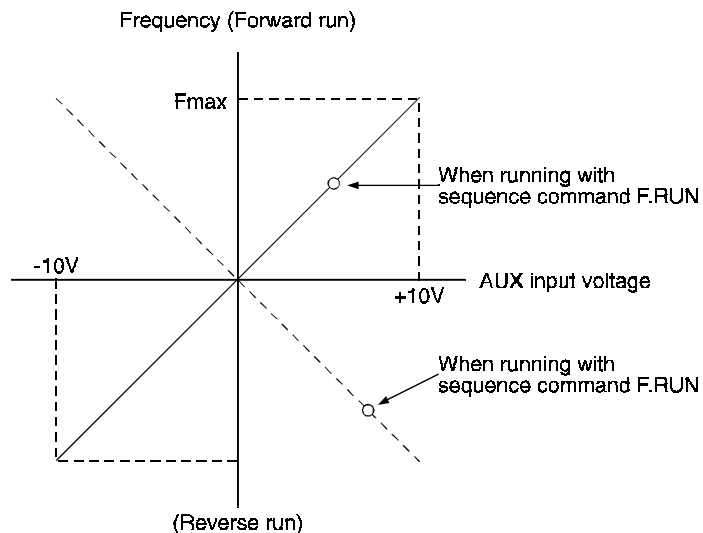 Frequency (Forward run)
Fmax
When running with
sequence command F.RUN
-10V
AUX input voltage
+10V
When running with
sequence command F.RUN
(Reverse run)